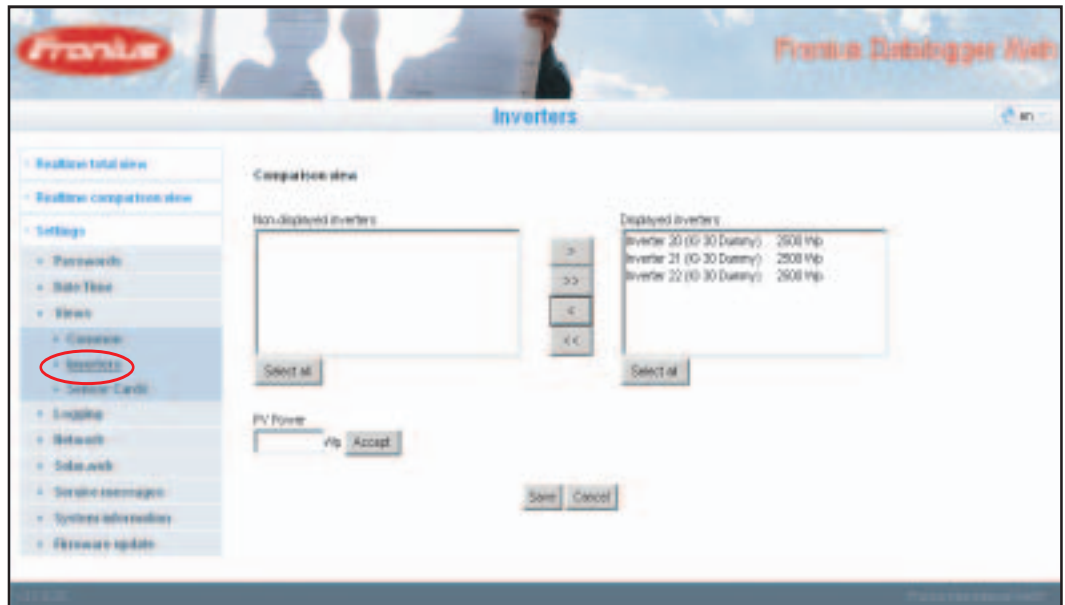 Fronius
Fronius Datalogger Web
Inverters
en
Realtime total view
Realtime comparison view
Settings
Passwords
Date Time
Views
Common
Inverters
Sensor Cards
Logging
Network
Solar.web
Service messages
System information
Firmware update
Comparison view
Non-displayed inverters
>
>>
<
<<
Displayed inverters
Inverter 20 (IG 30 Dummy) 2500 Wp
Inverter 21 (IG 30 Dummy) 2500 Wp
Inverter 22 (IG 30 Dummy) 2500 Wp
Select all
Select all
PV Power
Wp Accept
Save Cancel